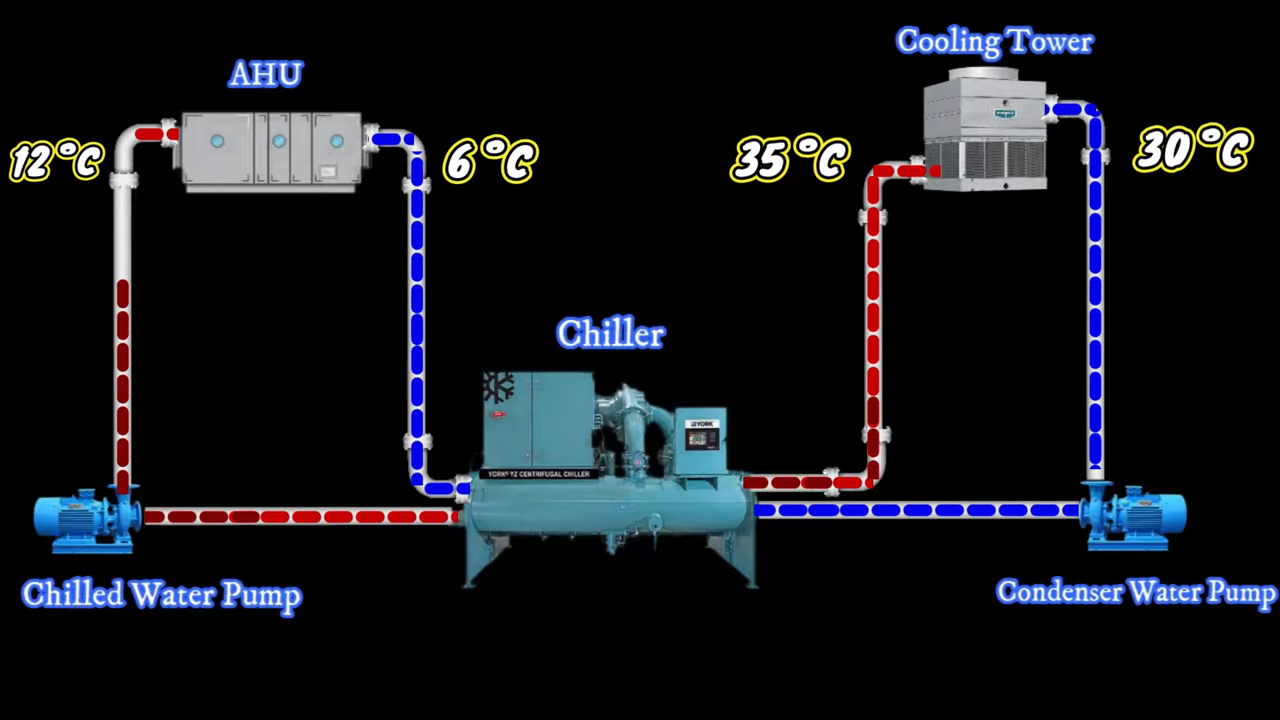 Cooling Tower
AHU
12°C
6°C
35°C
30°C
Chiller
YORK
YORK® YZ CENTRIFUGAL CHILLER
Chilled Water Pump
Condenser Water Pump